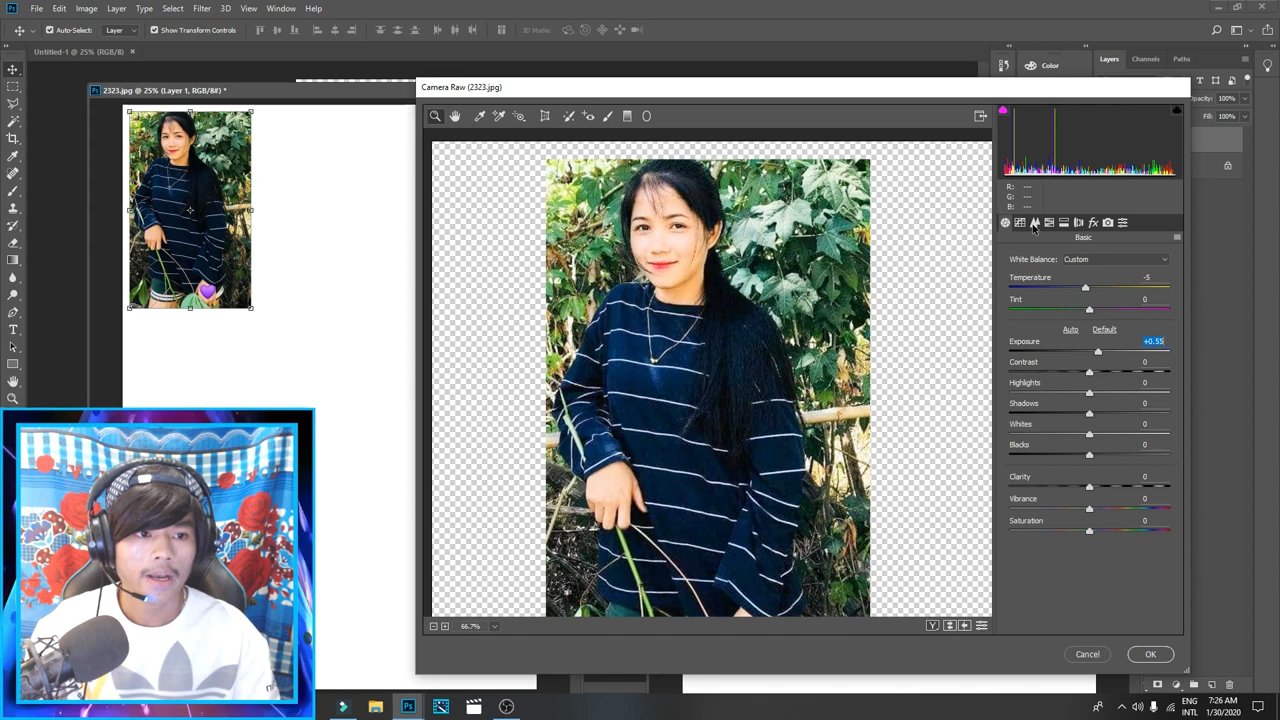 File Edit Image Layer Type Select Filter 3D View Window Help
Auto-Select: Layer Show Transform Controls 3D Mode:
Untitled-1 @ 25% (RGB/8) ×
Color Layers Channels Paths
2323.jpg @ 25% (Layer 1, RGB/8#) *
Camera Raw (2323.jpg)
Opacity: 100%
Fill: 100%
R: ---
G: ---
B: ---
Basic
White Balance: Custom
Temperature -5
Tint 0
Auto Default
Exposure +0.55
Contrast 0
Highlights 0
Shadows 0
Whites 0
Blacks 0
Clarity 0
Vibrance 0
Saturation 0
66.7%
Y
Cancel OK
ENG 7:26 AM
INTL 1/30/2020